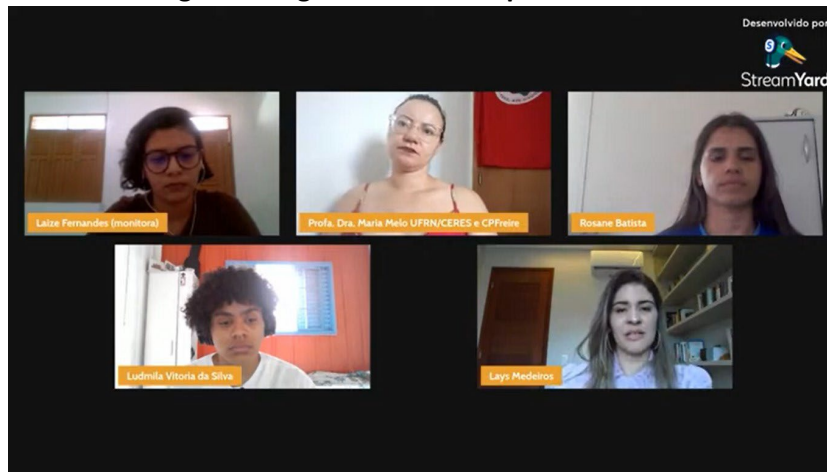 Desenvolvido por
StreamYard
Laize Fernandes (monitora)
Profa. Dra. Maria Melo UFRN/CERES e CPFreire
Rosane Batista
Ludmila Vitoria da Silva
Lays Medeiros